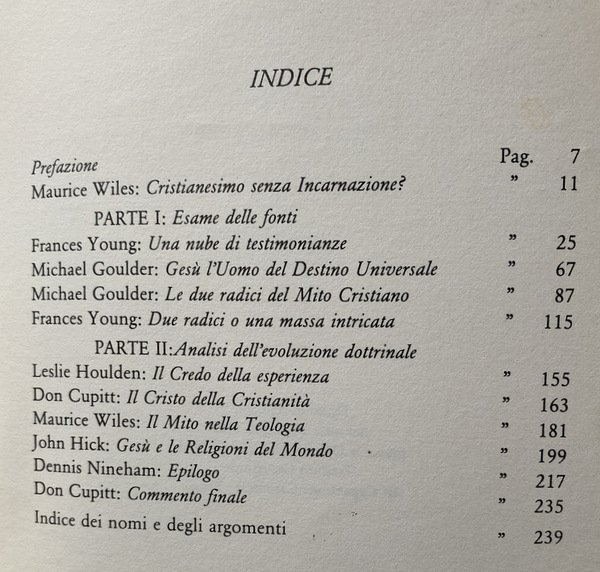 INDICE
Prefazione Pag. 7
Maurice Wiles: Cristianesimo senza Incarnazione? " 11
PARTE I: Esame delle fonti
Frances Young: Una nube di testimonianze " 25
Michael Goulder: Gesù l'Uomo del Destino Universale " 67
Michael Goulder: Le due radici del Mito Cristiano " 87
Frances Young: Due radici o una massa intricata " 115
PARTE II:Analisi dell'evoluzione dottrinale
Leslie Houlden: Il Credo della esperienza " 155
Don Cupitt: Il Cristo della Cristianità " 163
Maurice Wiles: Il Mito nella Teologia " 181
John Hick: Gesù e le Religioni del Mondo " 199
Dennis Nineham: Epilogo " 217
Don Cupitt: Commento finale " 235
Indice dei nomi e degli argomenti " 239